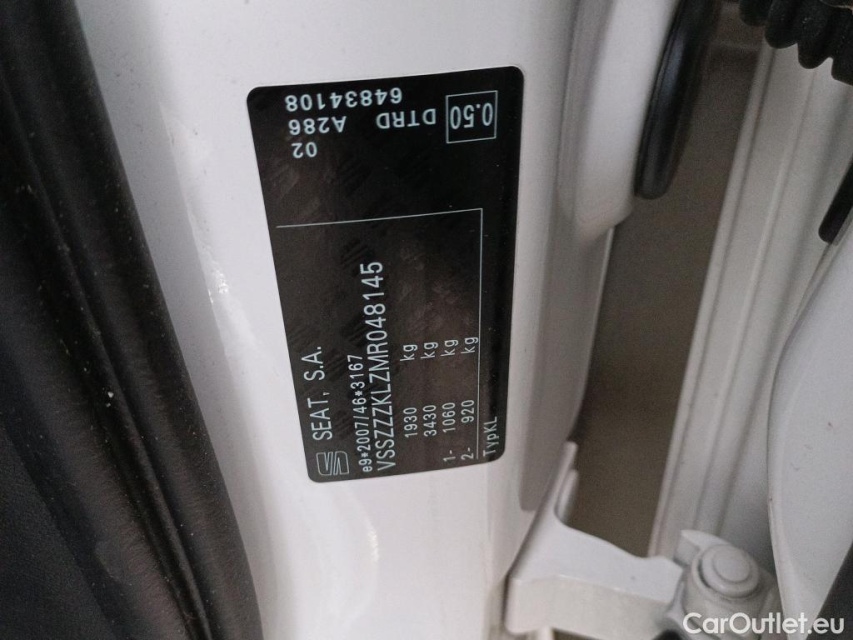 SEAT, S.A.
e9*2007/46*3167
VSSZZZKLZMR048145
1930 kg
3430 kg
1- 1060 kg
2- 920 kg
TypKL
64834108
A286 DTRD 0.50
02
CarOutlet.eu